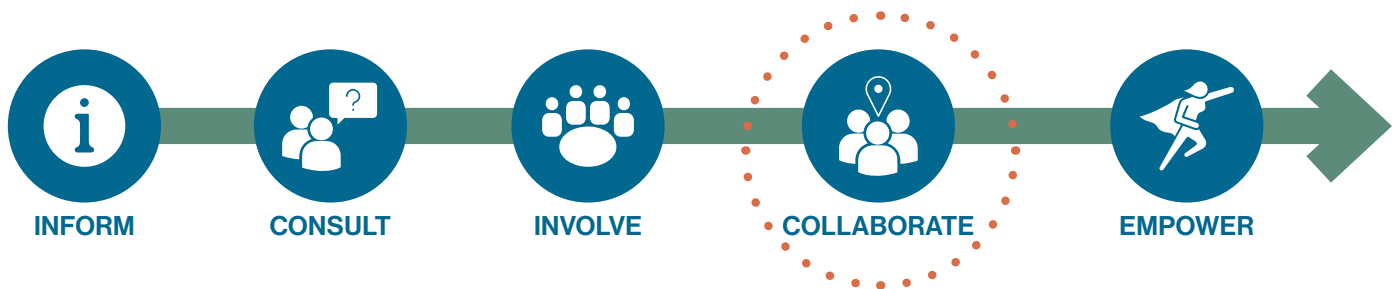 i
?
INFORM
CONSULT
INVOLVE
COLLABORATE
EMPOWER